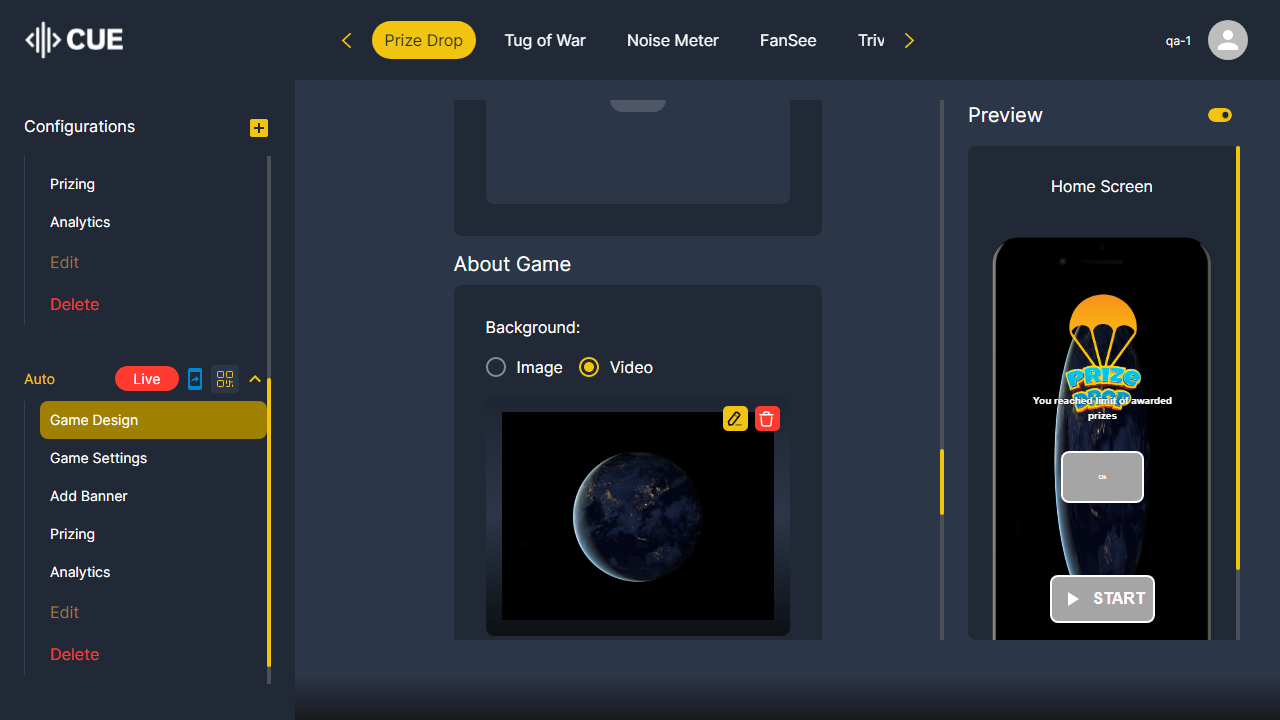 CUE
Prize Drop
Tug of War
Noise Meter
FanSee
Triv
qa-1
Configurations
Prizing
Analytics
Edit
Delete
Auto
Live
Game Design
Game Settings
Add Banner
Prizing
Analytics
Edit
Delete
About Game
Background:
Image
Video
Preview
Home Screen
PRIZE
DROP
You reached limit of awarded
prizes
Ok
START